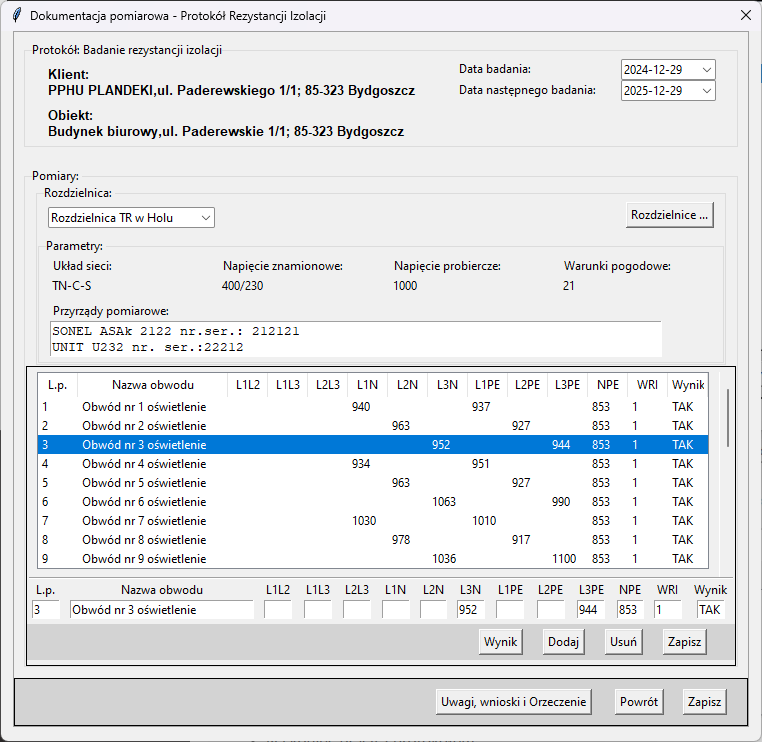 Dokumentacja pomiarowa - Protokół Rezystancji Izolacji
Protokół: Badanie rezystancji izolacji
Klient:
PPHU PLANDEKI,ul. Paderewskiego 1/1; 85-323 Bydgoszcz
Obiekt:
Budynek biurowy,ul. Paderewskie 1/1; 85-323 Bydgoszcz
Data badania: 2024-12-29
Data następnego badania: 2025-12-29
Pomiary:
Rozdzielnica:
Rozdzielnica TR w Holu Rozdzielnice ...
Parametry:
Układ sieci: Napięcie znamionowe: Napięcie probiercze: Warunki pogodowe:
TN-C-S 400/230 1000 21
Przyrządy pomiarowe:
SONEL ASAk 2122 nr.ser.: 212121
UNIT U232 nr. ser.:22212
L.p. Nazwa obwodu L1L2 L1L3 L2L3 L1N L2N L3N L1PE L2PE L3PE NPE WRI Wynik
1 Obwód nr 1 oświetlenie 940 937 853 1 TAK
2 Obwód nr 2 oświetlenie 963 927 853 1 TAK
3 Obwód nr 3 oświetlenie 952 944 853 1 TAK
4 Obwód nr 4 oświetlenie 934 951 853 1 TAK
5 Obwód nr 5 oświetlenie 963 927 853 1 TAK
6 Obwód nr 6 oświetlenie 1063 990 853 1 TAK
7 Obwód nr 7 oświetlenie 1030 1010 853 1 TAK
8 Obwód nr 8 oświetlenie 978 917 853 1 TAK
9 Obwód nr 9 oświetlenie 1036 1100 853 1 TAK
L.p. Nazwa obwodu L1L2 L1L3 L2L3 L1N L2N L3N L1PE L2PE L3PE NPE WRI Wynik
3 Obwód nr 3 oświetlenie 952 944 853 1 TAK
Wynik Dodaj Usuń Zapisz
Uwagi, wnioski i Orzeczenie Powrót Zapisz